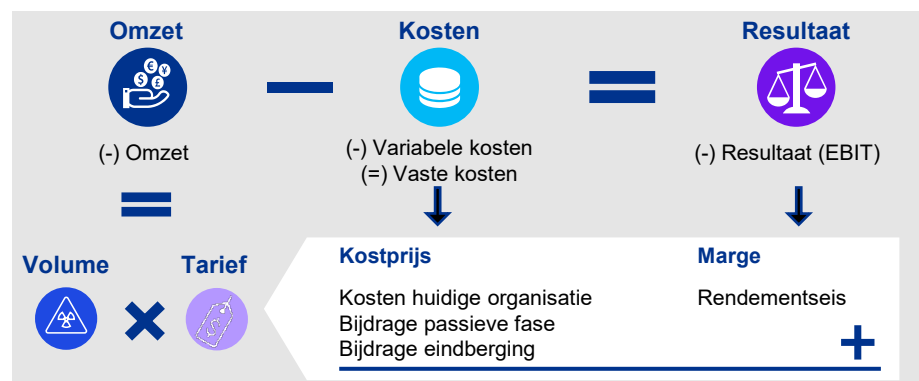 Omzet
Kosten
Resultaat
(-) Omzet
(-) Variabele kosten
(=) Vaste kosten
(-) Resultaat (EBIT)
Volume
Tarief
Kostprijs
Kosten huidige organisatie
Bijdrage passieve fase
Bijdrage eindberging
Marge
Rendementseis